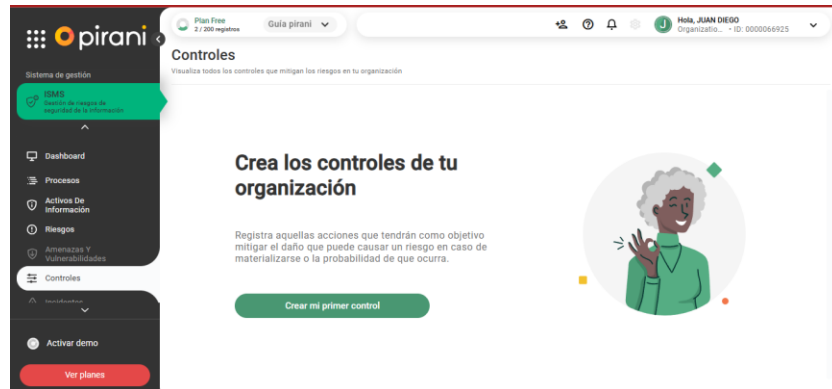 pirani
Plan Free
2 / 200 registros
Guía pirani
Hola, JUAN DIEGO
Organizatio... • ID: 0000066925
J
Controles
Visualiza todos los controles que mitigan los riesgos en tu organización
Sistema de gestión
ISMS
Gestión de riesgos de
seguridad de la información
Dashboard
Procesos
Activos De
Información
Riesgos
Amenazas Y
Vulnerabilidades
Controles
Incidentes
Activar demo
Ver planes
Crea los controles de tu
organización
Registra aquellas acciones que tendrán como objetivo
mitigar el daño que puede causar un riesgo en caso de
materializarse o la probabilidad de que ocurra.
Crear mi primer control